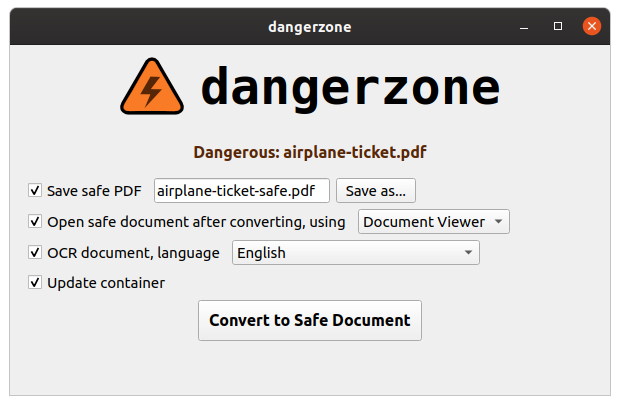 dangerzone
dangerzone
Dangerous: airplane-ticket.pdf
Save safe PDF airplane-ticket-safe.pdf Save as...
Open safe document after converting, using Document Viewer
OCR document, language English
Update container
Convert to Safe Document